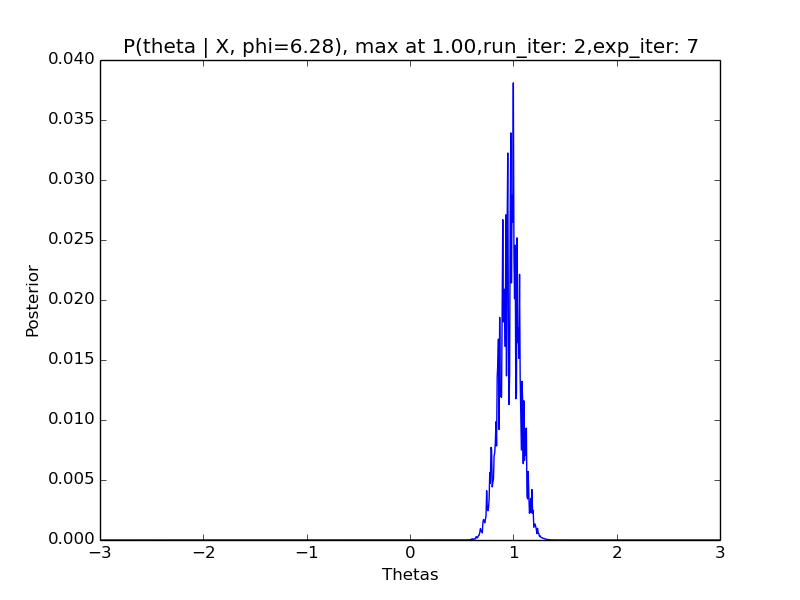 P(theta | X, phi=6.28), max at 1.00,run_iter: 2,exp_iter: 7
0.040
0.035
0.030
0.025
0.020
0.015
0.010
0.005
0.000
Posterior
−3 −2 −1 0 1 2 3
Thetas